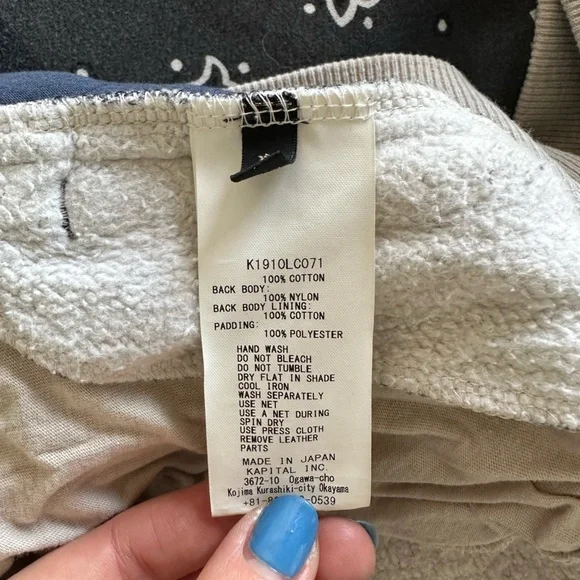 K1910LC071
100% COTTON
BACK BODY:
100% NYLON
BACK BODY LINING:
100% COTTON
PADDING:
100% POLYESTER
HAND WASH
DO NOT BLEACH
DO NOT TUMBLE
DRY FLAT IN SHADE
COOL IRON
WASH SEPARATELY
USE NET
USE A NET DURING
SPIN DRY
USE PRESS CLOTH
REMOVE LEATHER
PARTS
MADE IN JAPAN
KAPITAL INC.
3672-10 Ogawa-cho
Kojima Kurashiki-city Okayama